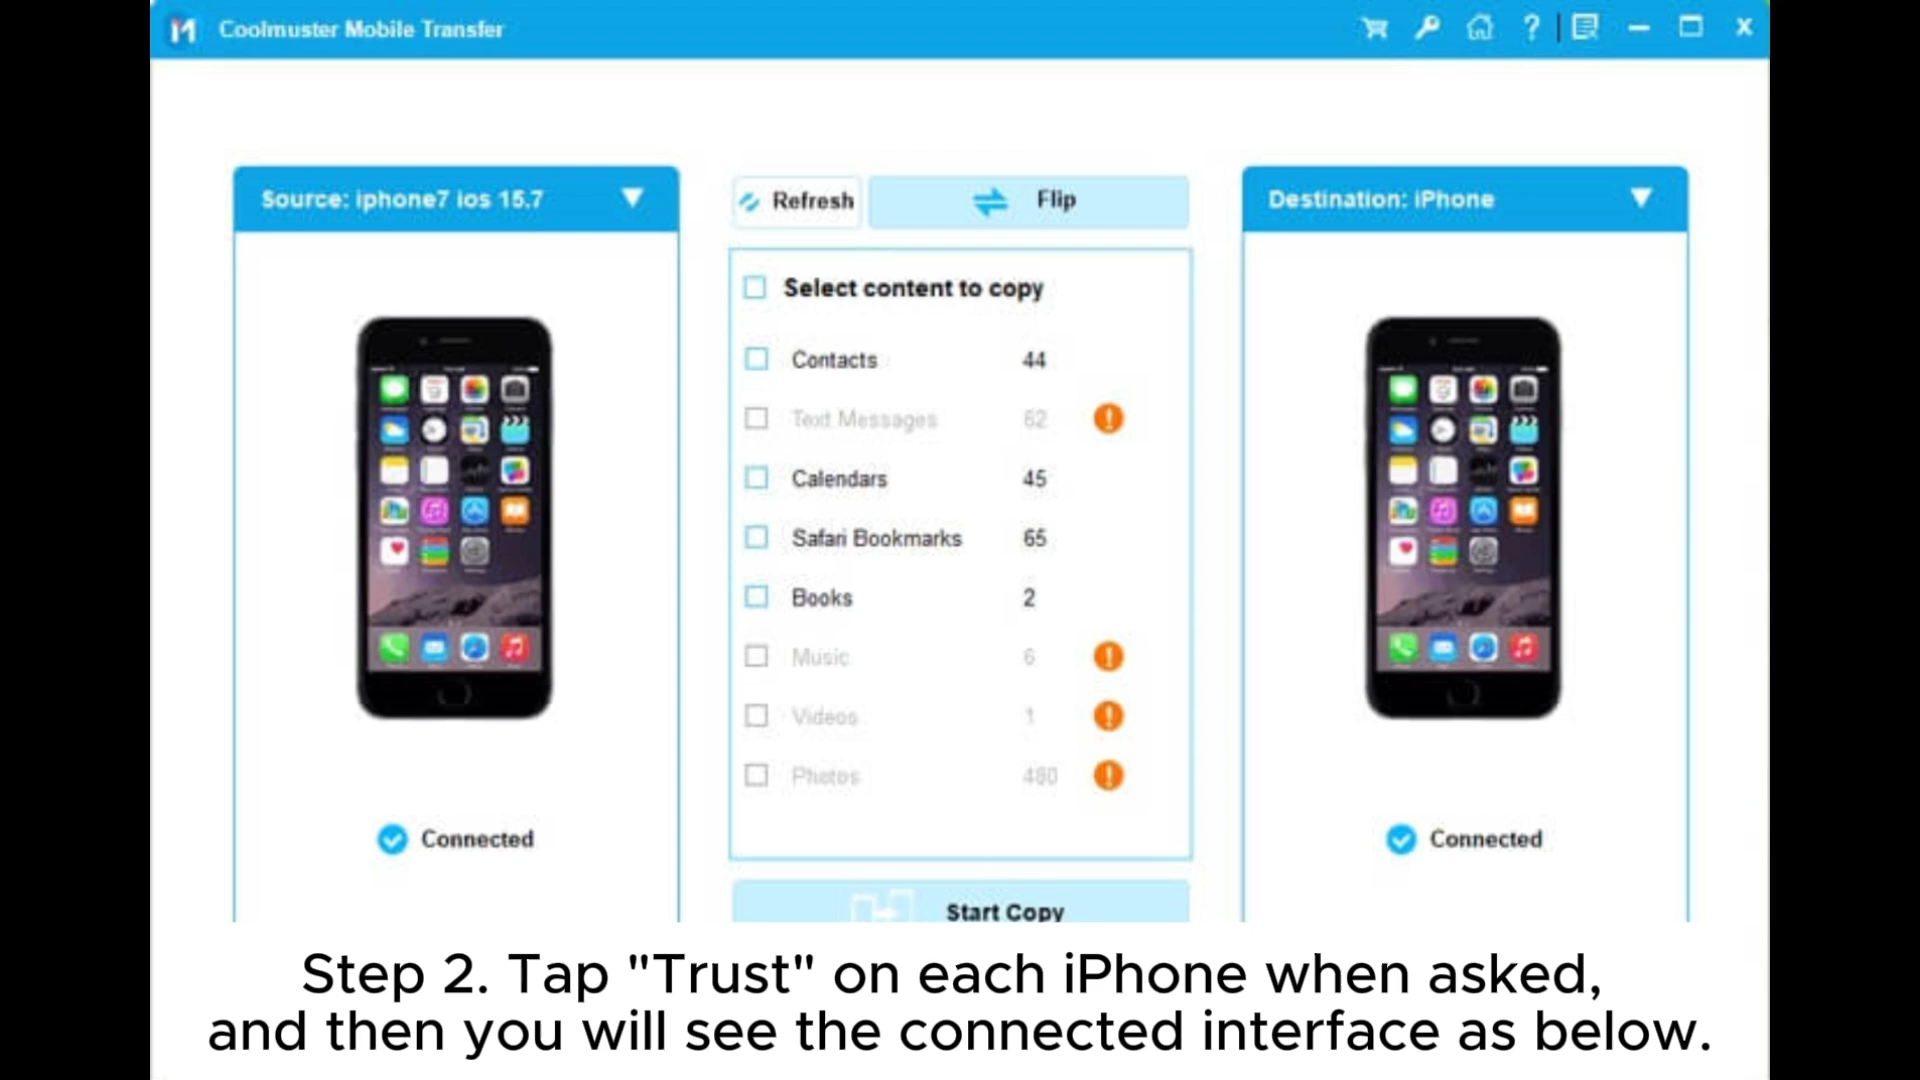 Coolmuster Mobile Transfer
?
Source: iphone7 ios 15.7
Refresh
Flip
Destination: iPhone
Select content to copy
Contacts 44
Text Messages 62
Calendars 45
Safari Bookmarks 65
Books 2
Music 6
Videos 1
Photos 480
Connected
Connected
Start Copy
Step 2. Tap "Trust" on each iPhone when asked,
and then you will see the connected interface as below.